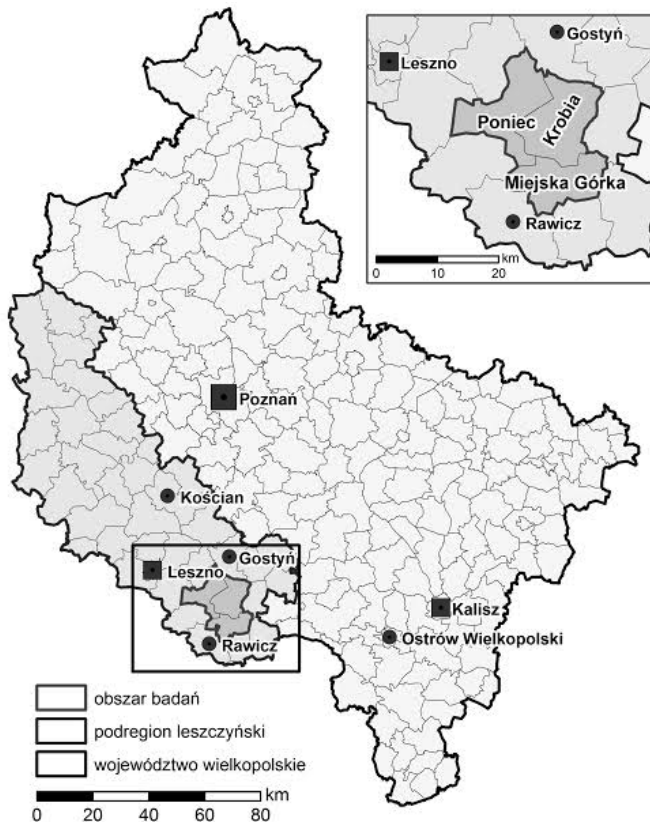 Gostyń
Leszno
Poniec
Krobia
Miejska Górka
Rawicz
km
0 10 20
Poznań
Kościan
Gostyń
Leszno
Kalisz
Ostrów Wielkopolski
Rawicz
obszar badań
podregion leszczyński
województwo wielkopolskie
km
0 20 40 60 80